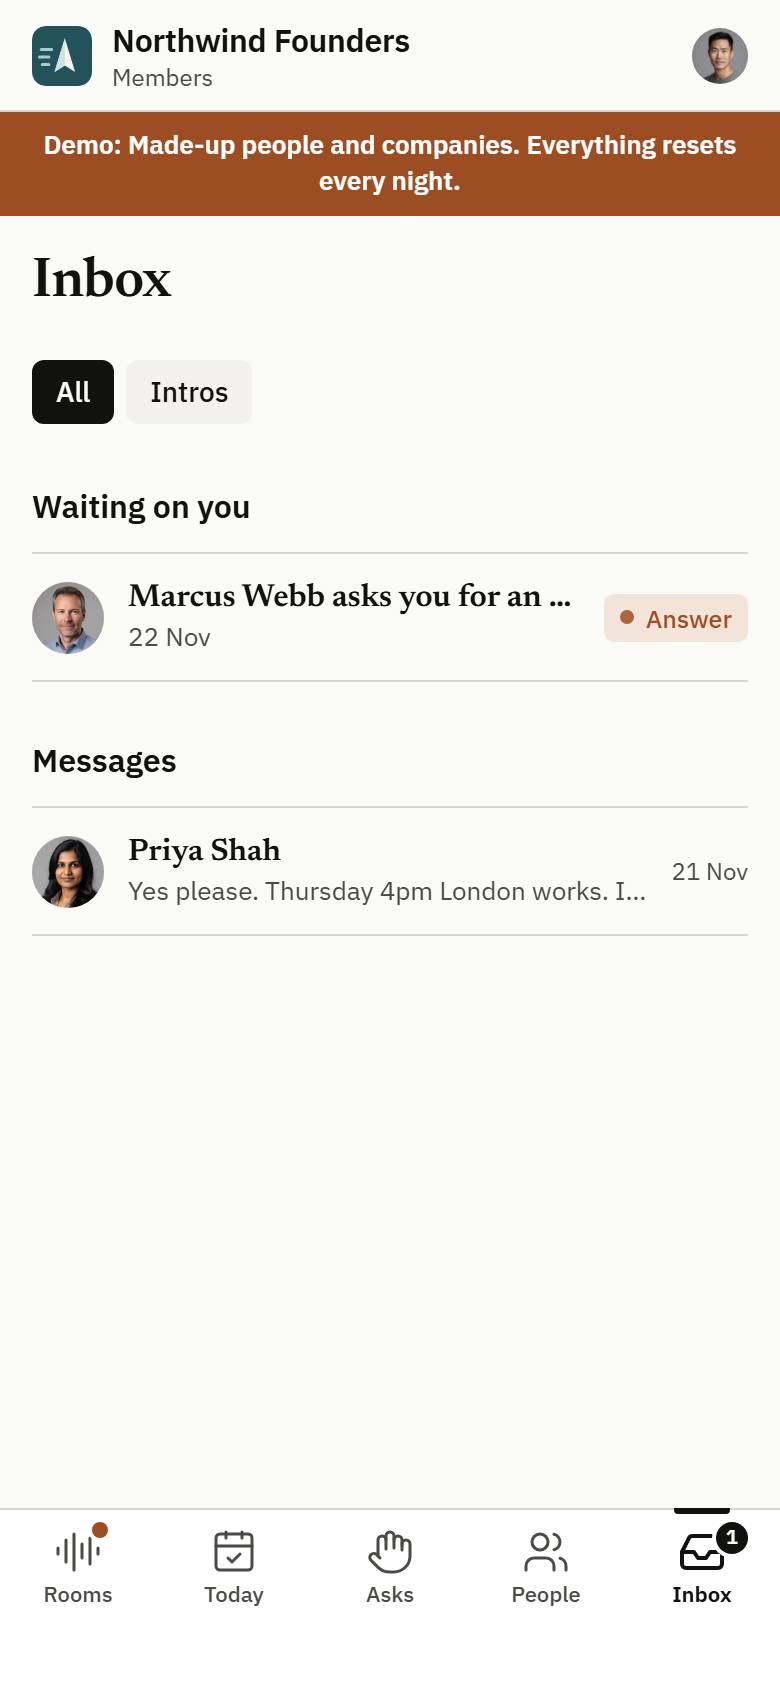 Northwind Founders
Members
Demo: Made-up people and companies. Everything resets
every night.
Inbox
All
Intros
Waiting on you
Marcus Webb asks you for an ...
22 Nov
Answer
Messages
Priya Shah
Yes please. Thursday 4pm London works. I...
21 Nov
1
Rooms
Today
Asks
People
Inbox